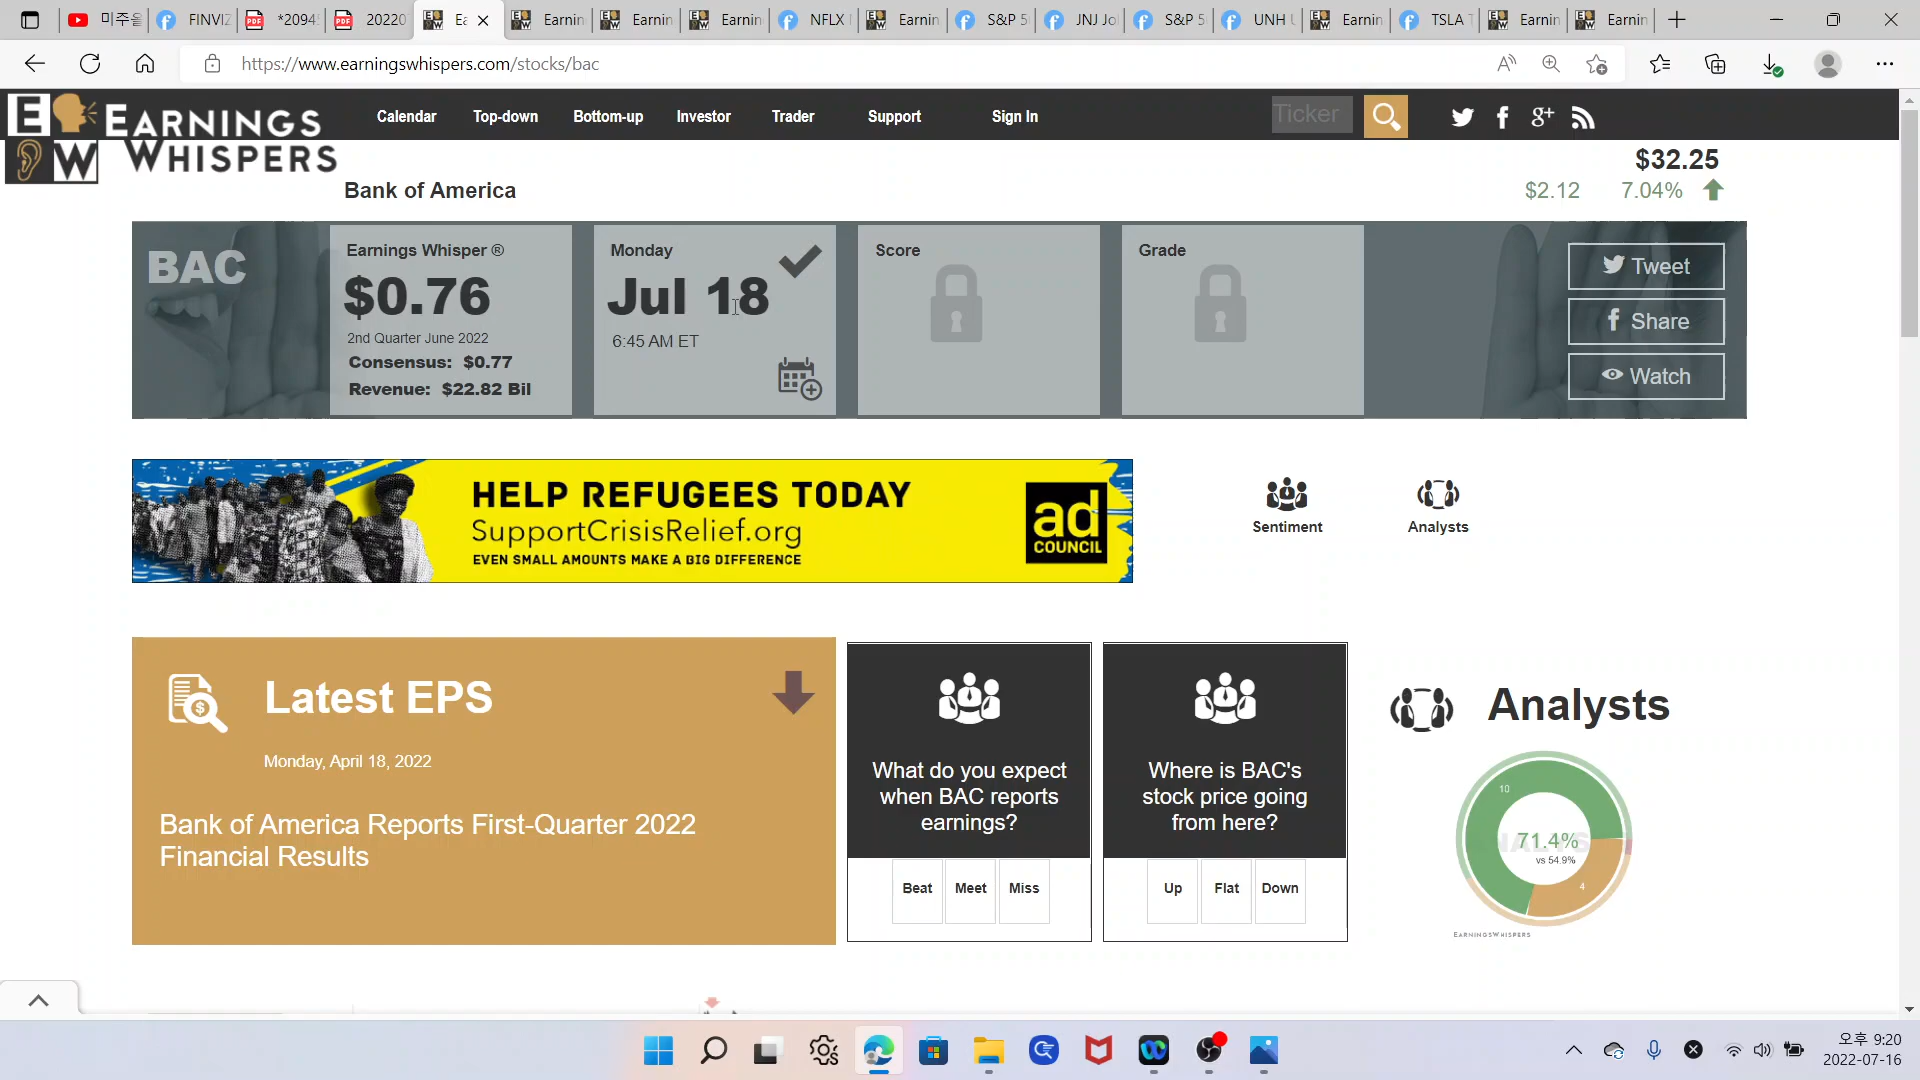 미주일
FINVIZ
*2094
20220
Ea
Earnin
Earnin
Earnin
NFLX
Earnin
S&P 5
JNJ Jo
S&P 5
UNH U
Earnin
TSLA T
Earnin
Earnin
https://www.earningswhispers.com/stocks/bac
EARNINGS
WHISPERS
E
W
Calendar
Top-down
Bottom-up
Investor
Trader
Support
Sign In
Ticker
Bank of America
$32.25
$2.12
7.04%
BAC
Earnings Whisper ®
$0.76
2nd Quarter June 2022
Consensus: $0.77
Revenue: $22.82 Bil
Monday
Jul 18
6:45 AM ET
Score
Grade
Tweet
Share
Watch
HELP REFUGEES TODAY
SupportCrisisRelief.org
EVEN SMALL AMOUNTS MAKE A BIG DIFFERENCE
ad
COUNCIL
Sentiment
Analysts
Latest EPS
Monday, April 18, 2022
Bank of America Reports First-Quarter 2022
Financial Results
What do you expect
when BAC reports
earnings?
Beat
Meet
Miss
Where is BAC's
stock price going
from here?
Up
Flat
Down
Analysts
10
71.4%
vs 54.9%
4
EARNINGSWHISPERS
오후 9:20
2022-07-16